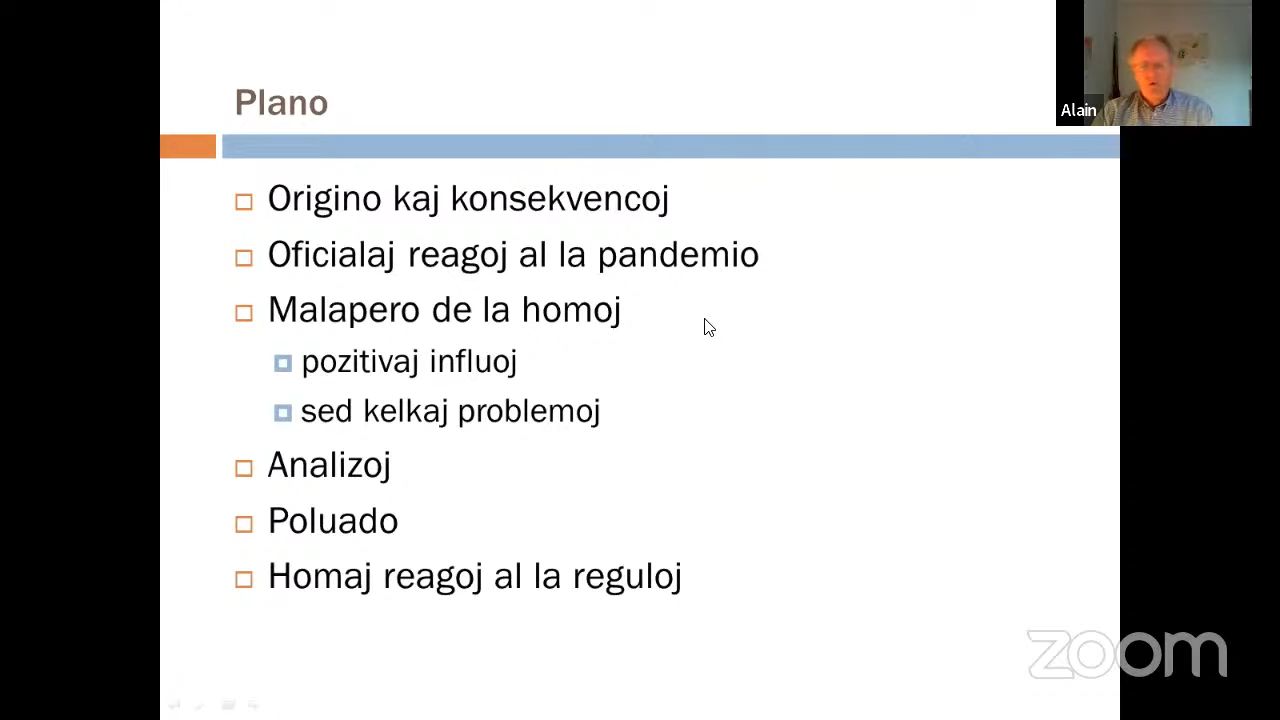 Plano
Alain
Origino kaj konsekvencoj
Oficialaj reagoj al la pandemio
Malapero de la homoj
pozitivaj influoj
sed kelkaj problemoj
Analizoj
Poluado
Homaj reagoj al la reguloj
zoom